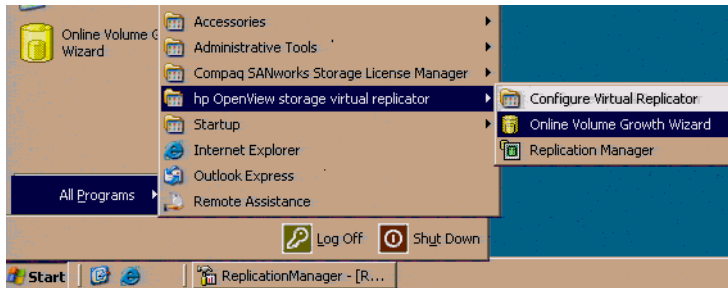 Online Volume G
Wizard
Accessories
Administrative Tools
Compaq SANworks Storage License Manager
hp OpenView storage virtual replicator
Startup
Internet Explorer
Outlook Express
Remote Assistance
Configure Virtual Replicator
Online Volume Growth Wizard
Replication Manager
All Programs
Log Off
Shut Down
Start
ReplicationManager - [R...